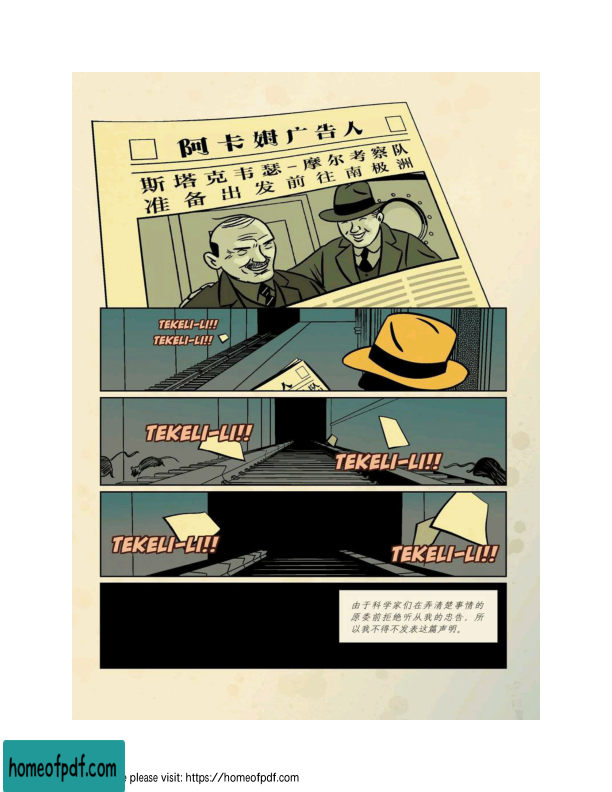 阿卡姆广告人
斯塔克韦瑟-摩尔考察队
准备出发前往南极洲
TEKELI-LI!!
TEKELI-LI!!
TEKELI-LI!!
TEKELI-LI!!
TEKELI-LI!!
TEKELI-LI!!
由于科学家们在弄清楚事情的
原委前拒绝听从我的忠告，所
以我不得不发表这篇声明。
homeofpdf.com
please visit: https://homeofpdf.com